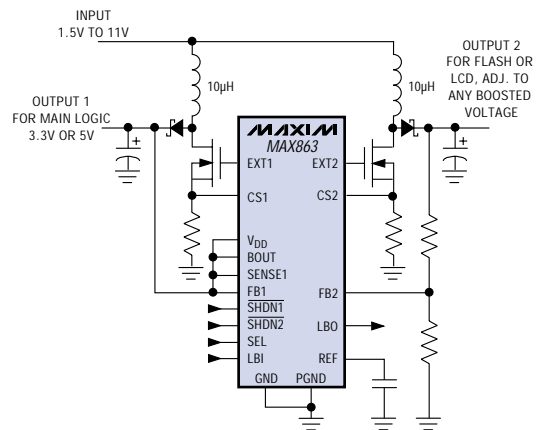 INPUT
1.5V TO 11V
10µH
10µH
OUTPUT 1
FOR MAIN LOGIC
3.3V OR 5V
OUTPUT 2
FOR FLASH OR
LCD, ADJ. TO
ANY BOOSTED
VOLTAGE
+
+
MAXIM
MAX863
EXT1
EXT2
CS1
CS2
VDD
BOUT
SENSE1
FB1
FB2
SHDN1
SHDN2
LBO
SEL
LBI
REF
GND
PGND